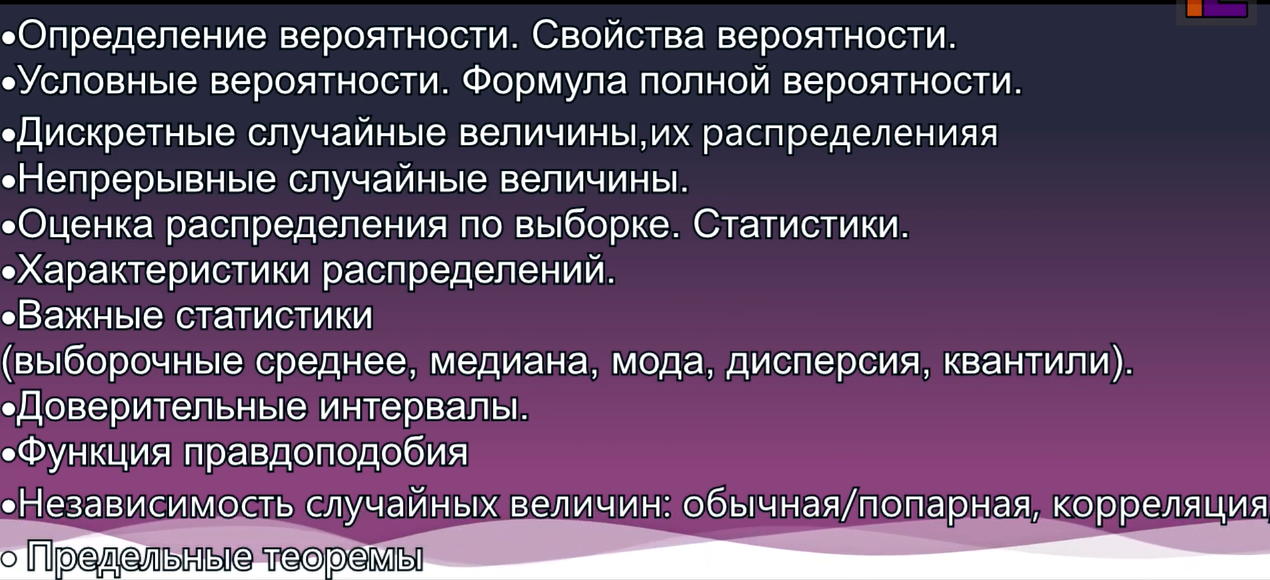 •Определение вероятности. Свойства вероятности.
•Условные вероятности. Формула полной вероятности.
•Дискретные случайные величины,их распределенияя
•Непрерывные случайные величины.
•Оценка распределения по выборке. Статистики.
•Характеристики распределений.
•Важные статистики
(выборочные среднее, медиана, мода, дисперсия, квантили).
•Доверительные интервалы.
•Функция правдоподобия
•Независимость случайных величин: обычная/попарная, корреляция
• Предельные теоремы